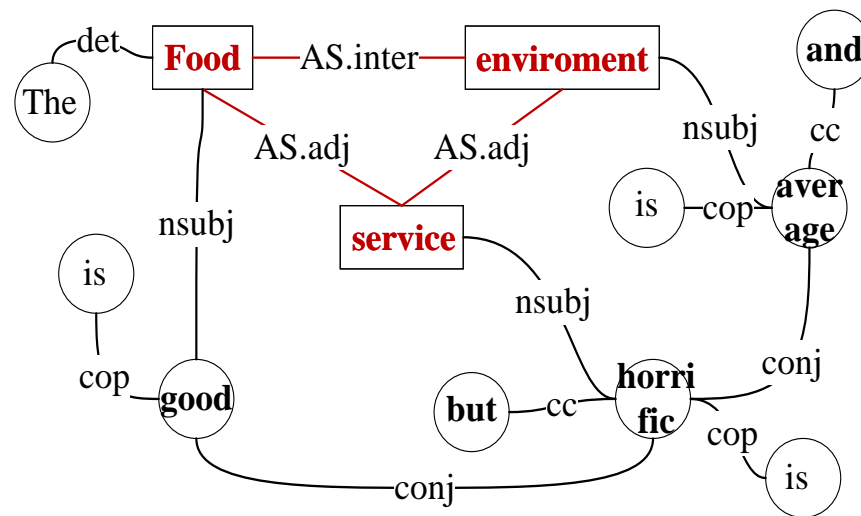 det
Food
AS.inter
enviroment
and
The
AS.adj
AS.adj
nsubj
cc
nsubj
is
cop
aver
age
service
is
nsubj
cop
good
but
cc
horri
fic
conj
cop
is
conj